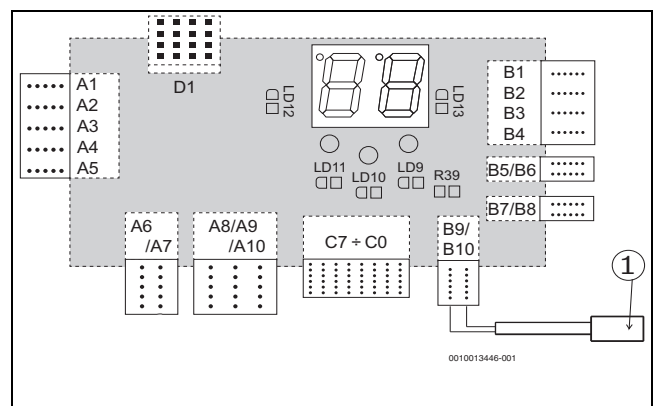 D1
A1
A2
A3
A4
A5
LD12
LD13
B1
B2
B3
B4
B5/B6
B7/B8
LD11
LD10
LD9
R39
A6
/A7
A8/A9
/A10
C7 ÷ C0
B9/
B10
1
0010013446-001